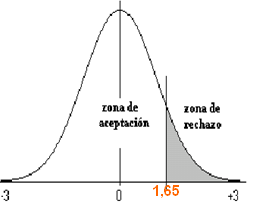 zona de
aceptación
zona de
rechazo
-3
0
1,65
+3